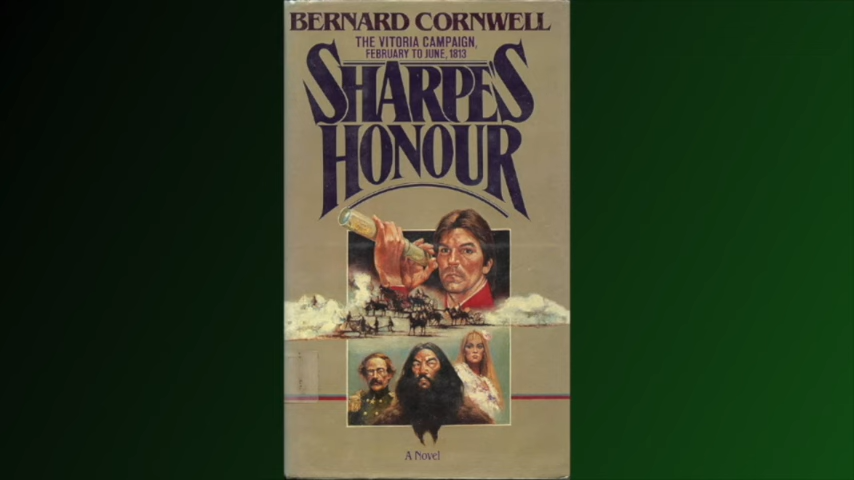 BERNARD CORNWELL
THE VITORIA CAMPAIGN,
FEBRUARY TO JUNE, 1813
SHARPE'S
HONOUR
A Novel